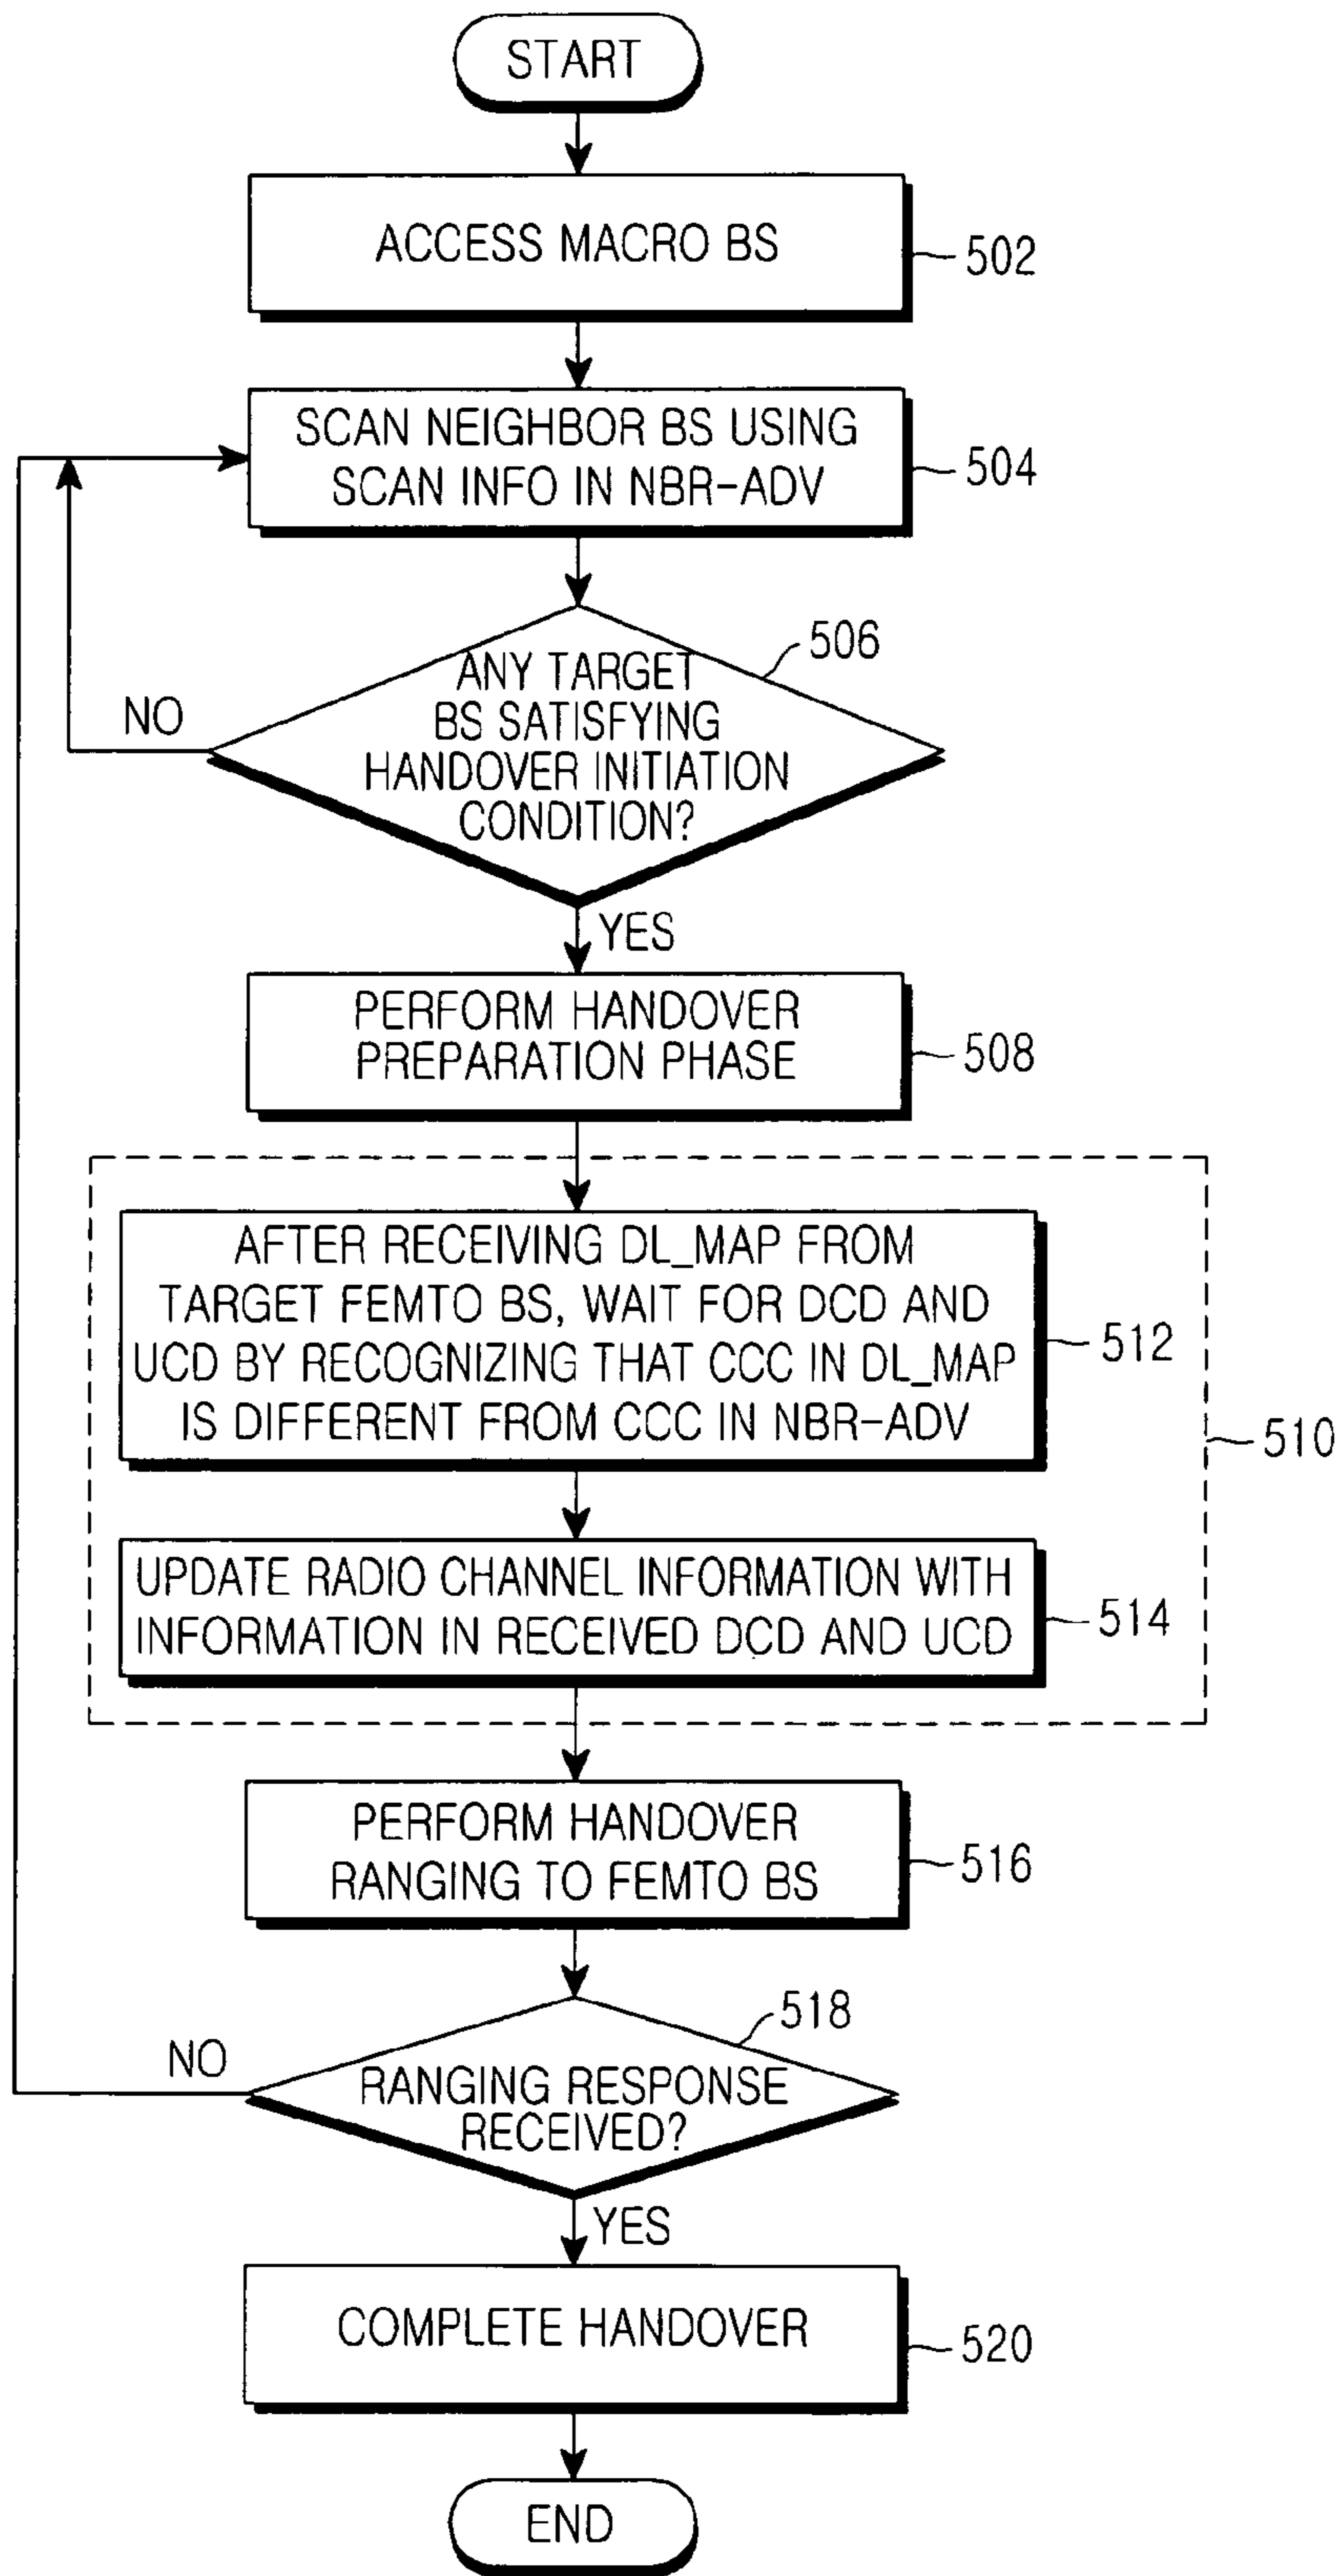 START
ACCESS MACRO BS
502
SCAN NEIGHBOR BS USING
SCAN INFO IN NBR-ADV
504
506
ANY TARGET
BS SATISFYING
HANDOVER INITIATION
CONDITION?
NO
YES
PERFORM HANDOVER
PREPARATION PHASE
508
AFTER RECEIVING DL_MAP FROM
TARGET FEMTO BS, WAIT FOR DCD AND
UCD BY RECOGNIZING THAT CCC IN DL_MAP
IS DIFFERENT FROM CCC IN NBR-ADV
512
510
UPDATE RADIO CHANNEL INFORMATION WITH
INFORMATION IN RECEIVED DCD AND UCD
514
PERFORM HANDOVER
RANGING TO FEMTO BS
516
518
NO
RANGING RESPONSE
RECEIVED?
YES
COMPLETE HANDOVER
520
END